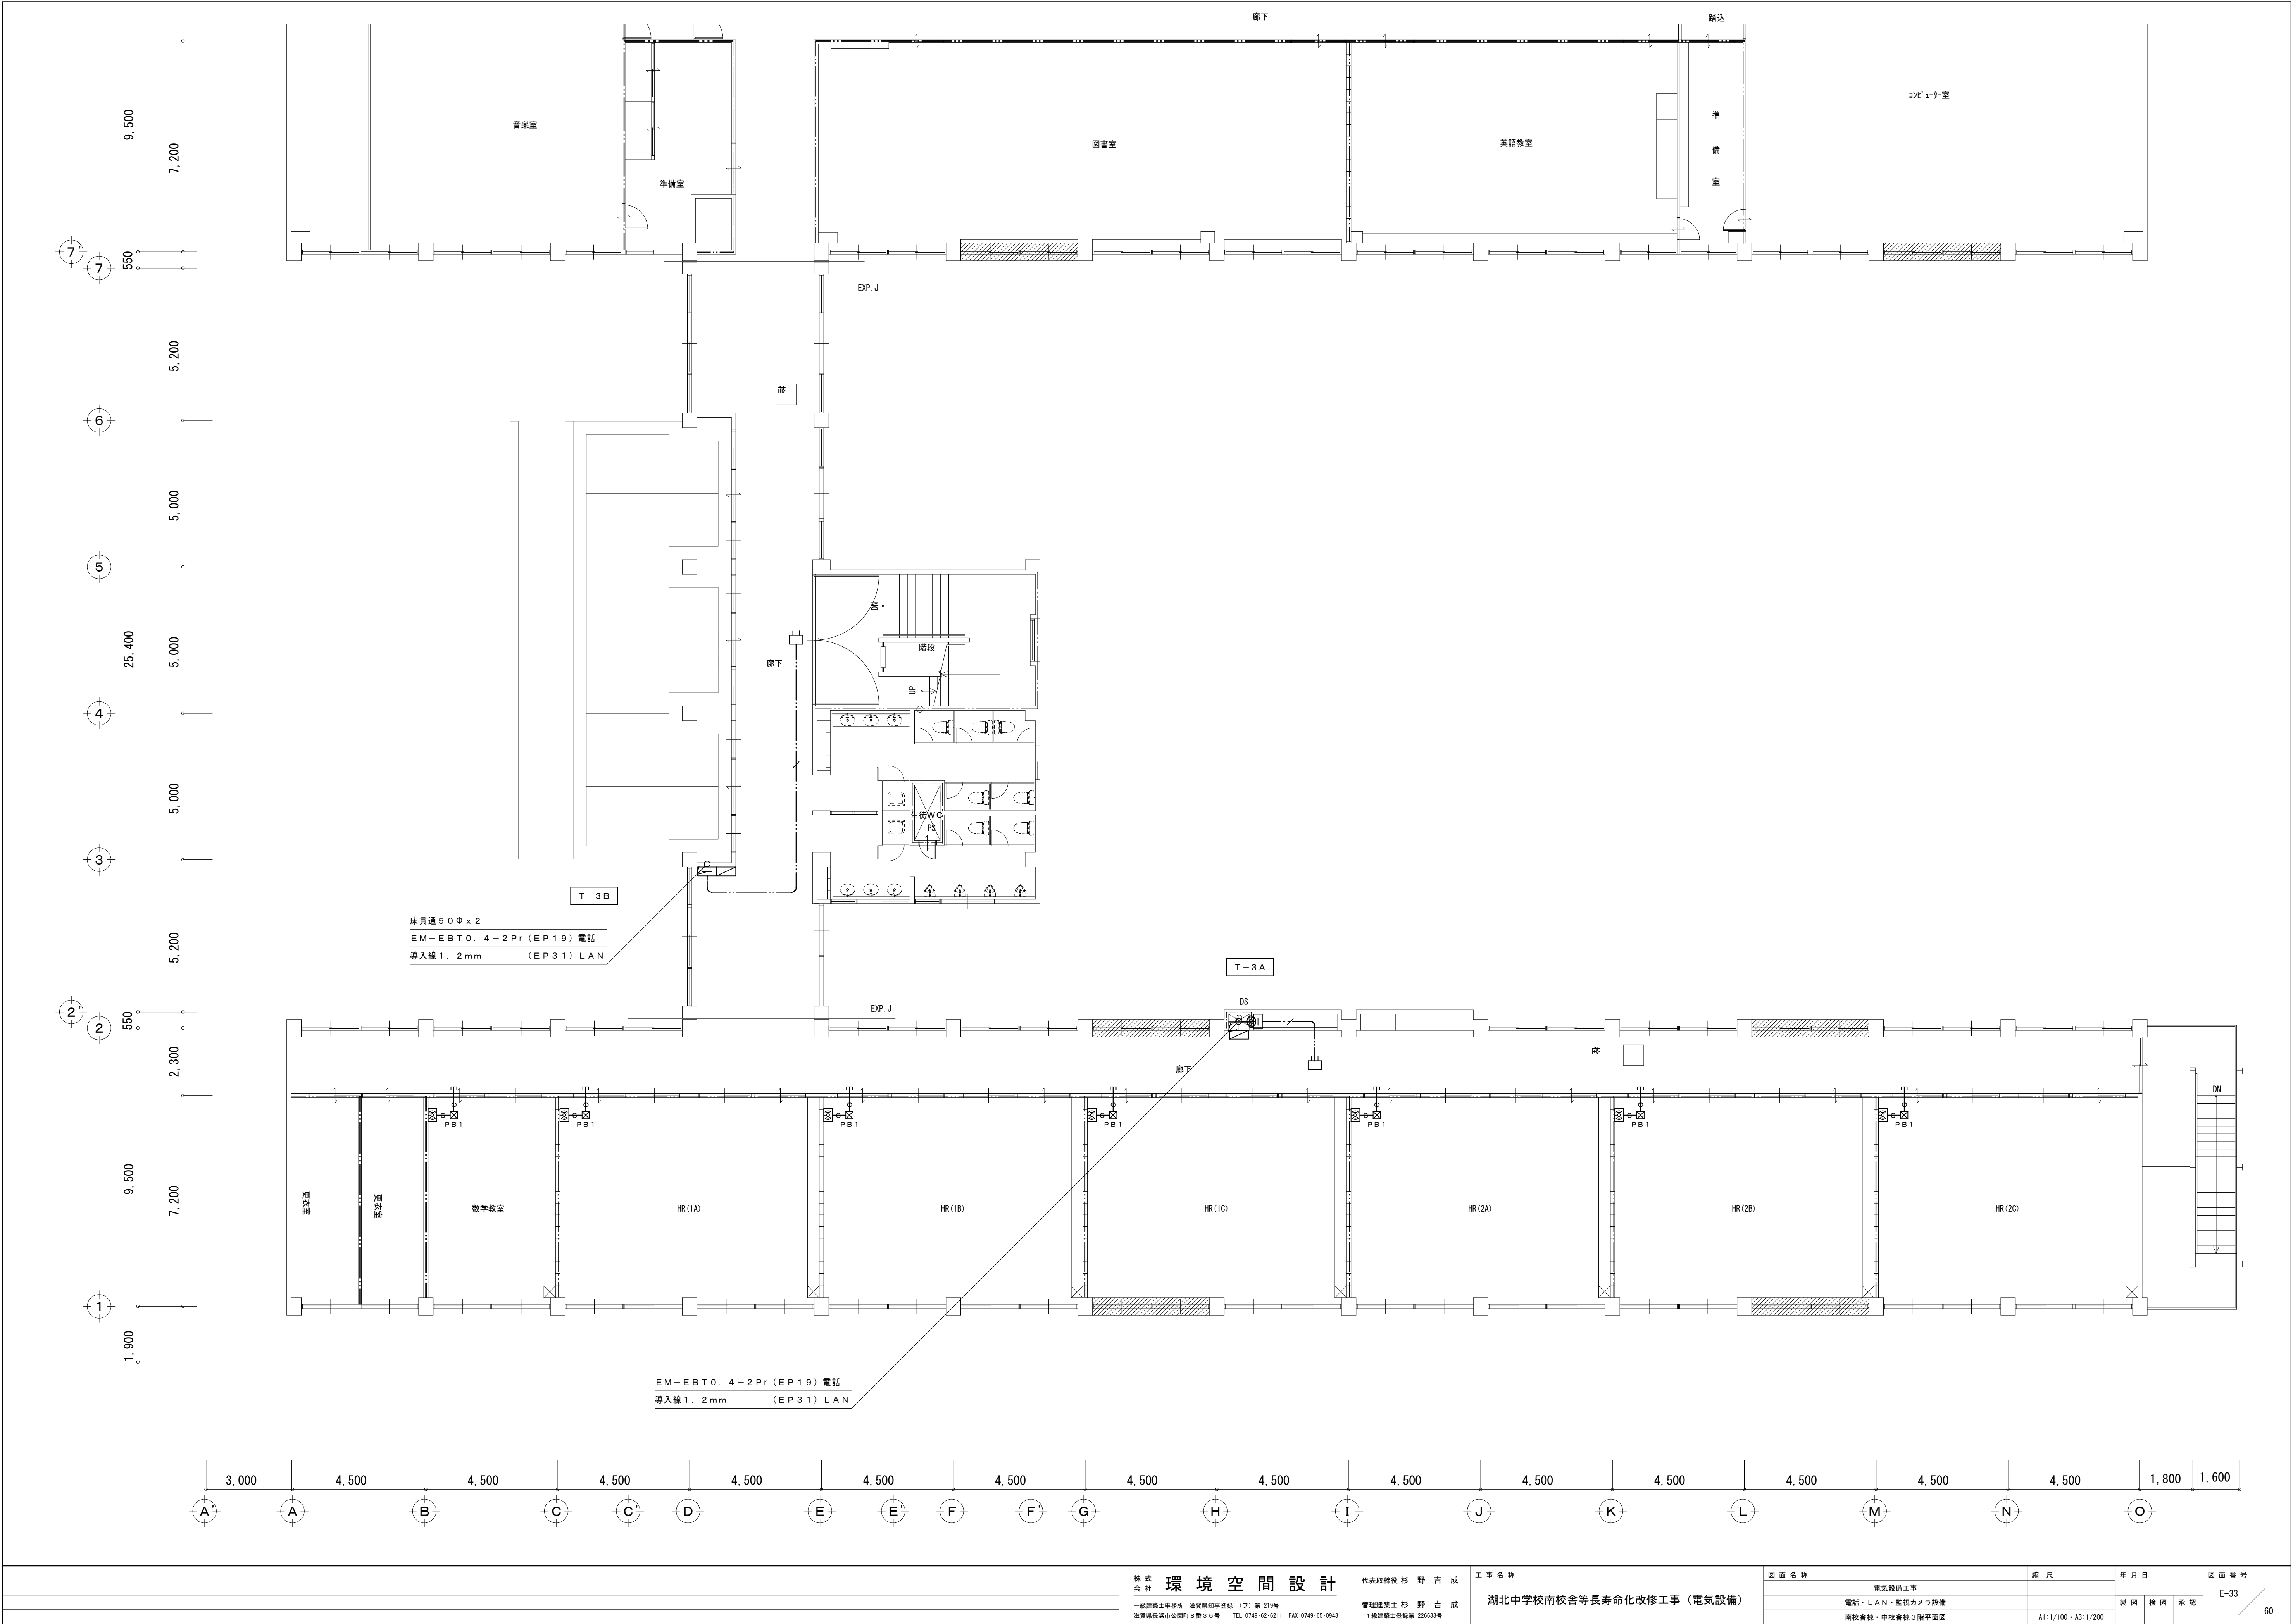 廊下
踏込
音楽室
準備室
図書室
英語教室
準備室
ｺﾝﾋﾟｭｰﾀｰ室
9,500
7,200
7'
7
550
EXP.J
5,200
栓
6
5,000
5
25,400
5,000
DN
階段
UP
廊下
4
5,000
生徒WC
PS
3
T-3B
床貫通50Φx2
EM-EBT0.4-2Pr(EP19)電話
導入線1.2mm (EP31)LAN
5,200
T-3A
DS
EXP.J
2'
2
550
2,300
廊下
栓
DN
PB1
PB1
PB1
PB1
PB1
PB1
PB1
9,500
7,200
更衣室
更衣室
数学教室
HR(1A)
HR(1B)
HR(1C)
HR(2A)
HR(2B)
HR(2C)
1
1,900
EM-EBT0.4-2Pr(EP19)電話
導入線1.2mm (EP31)LAN
3,000 4,500 4,500 4,500 4,500 4,500 4,500 4,500 4,500 4,500 4,500 4,500 4,500 4,500 4,500 1,800 1,600
A' A B C C' D E E' F F' G H I J K L M N O
株式会社 環境空間設計
一級建築士事務所 滋賀県知事登録 (ヲ) 第 219号
滋賀県長浜市公園町8番36号 TEL 0749-62-6211 FAX 0749-65-0943
代表取締役 杉野吉成
管理建築士 杉野吉成
1級建築士登録第 226633号
工事名称
湖北中学校南校舎等長寿命化改修工事(電気設備)
図面名称
電気設備工事
電話・LAN・監視カメラ設備
南校舎棟・中校舎棟3階平面図
縮尺
A1:1/100・A3:1/200
年月日
製図 検図 承認
図面番号
E-33
60